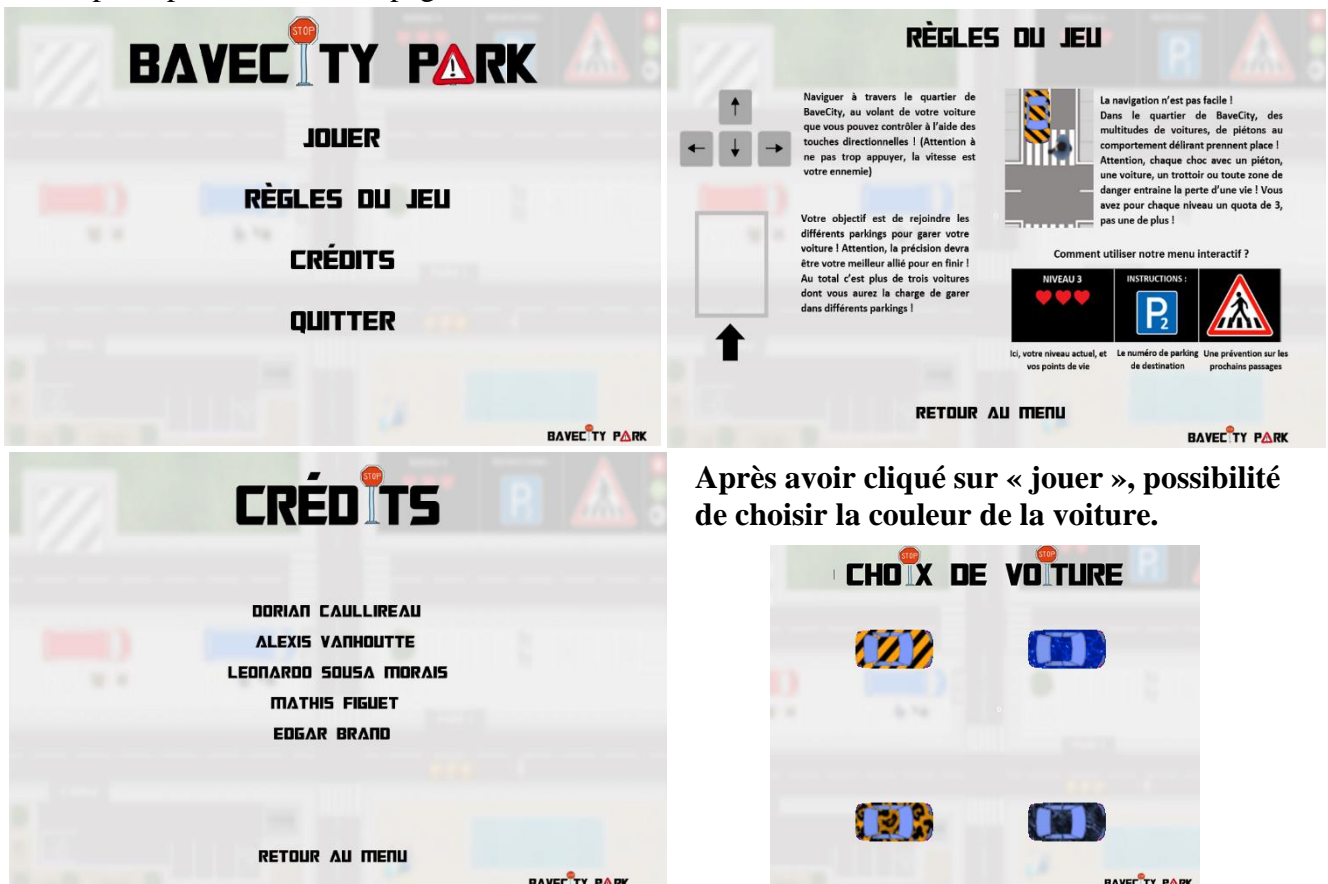 STOP
BAVECITY PARK
JOUER
RÈGLES DU JEU
CRÉDITS
QUITTER
BAVECITY PARK
RÈGLES DU JEU
Naviguer à travers le quartier de
BaveCity, au volant de votre voiture
que vous pouvez contrôler à l'aide des
touches directionnelles ! (Attention à
ne pas trop appuyer, la vitesse est
votre ennemie)
Votre objectif est de rejoindre les
différents parkings pour garer votre
voiture ! Attention, la précision devra
être votre meilleur allié pour en finir !
Au total c'est plus de trois voitures
dont vous aurez la charge de garer
dans différents parkings !
La navigation n'est pas facile !
Dans le quartier de BaveCity, des
multitudes de voitures, de piétons au
comportement délirant prennent place !
Attention, chaque choc avec un piéton,
une voiture, un trottoir ou toute zone de
danger entraine la perte d'une vie ! Vous
avez pour chaque niveau un quota de 3,
pas une de plus !
Comment utiliser notre menu interactif ?
NIVEAU 3
INSTRUCTIONS :
P2
Ici, votre niveau actuel, et
vos points de vie
Le numéro de parking
de destination
Une prévention sur les
prochains passages
RETOUR AU MENU
BAVECITY PARK
STOP
CRÉDITS
DORIAN CAULLIREAU
ALEXIS VANHOUTTE
LEONARDO SOUSA MORAIS
MATHIS FIGUET
EDGAR BRAND
RETOUR AU MENU
BAVECITY PARK
Après avoir cliqué sur « jouer », possibilité
de choisir la couleur de la voiture.
STOP STOP
CHOIX DE VOITURE
BAVECITY PARK